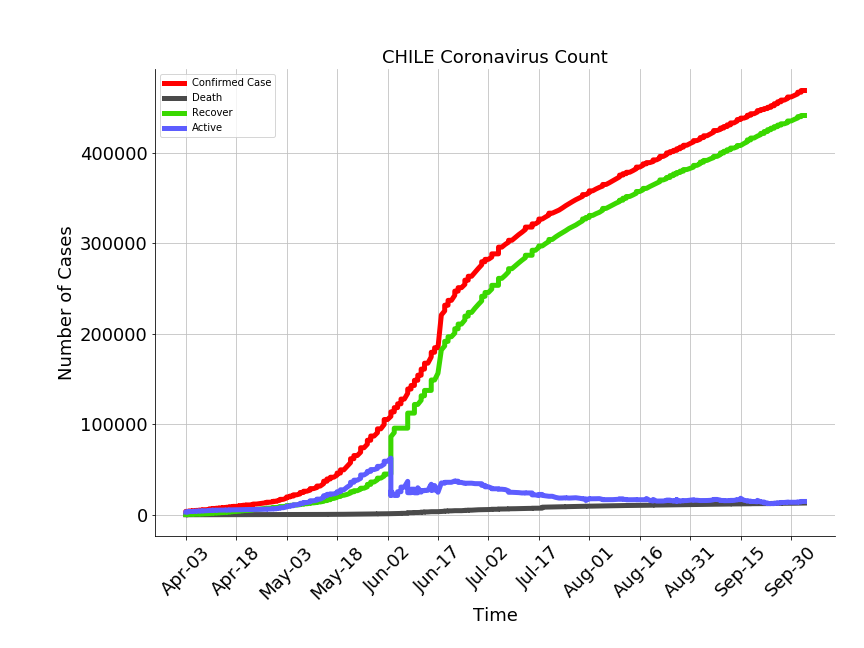 CHILE Coronavirus Count
Confirmed Case
Death
Recover
Active
Number of Cases
400000
300000
200000
100000
0
Apr-03
Apr-18
May-03
May-18
Jun-02
Jun-17
Jul-02
Jul-17
Aug-01
Aug-16
Aug-31
Sep-15
Sep-30
Time